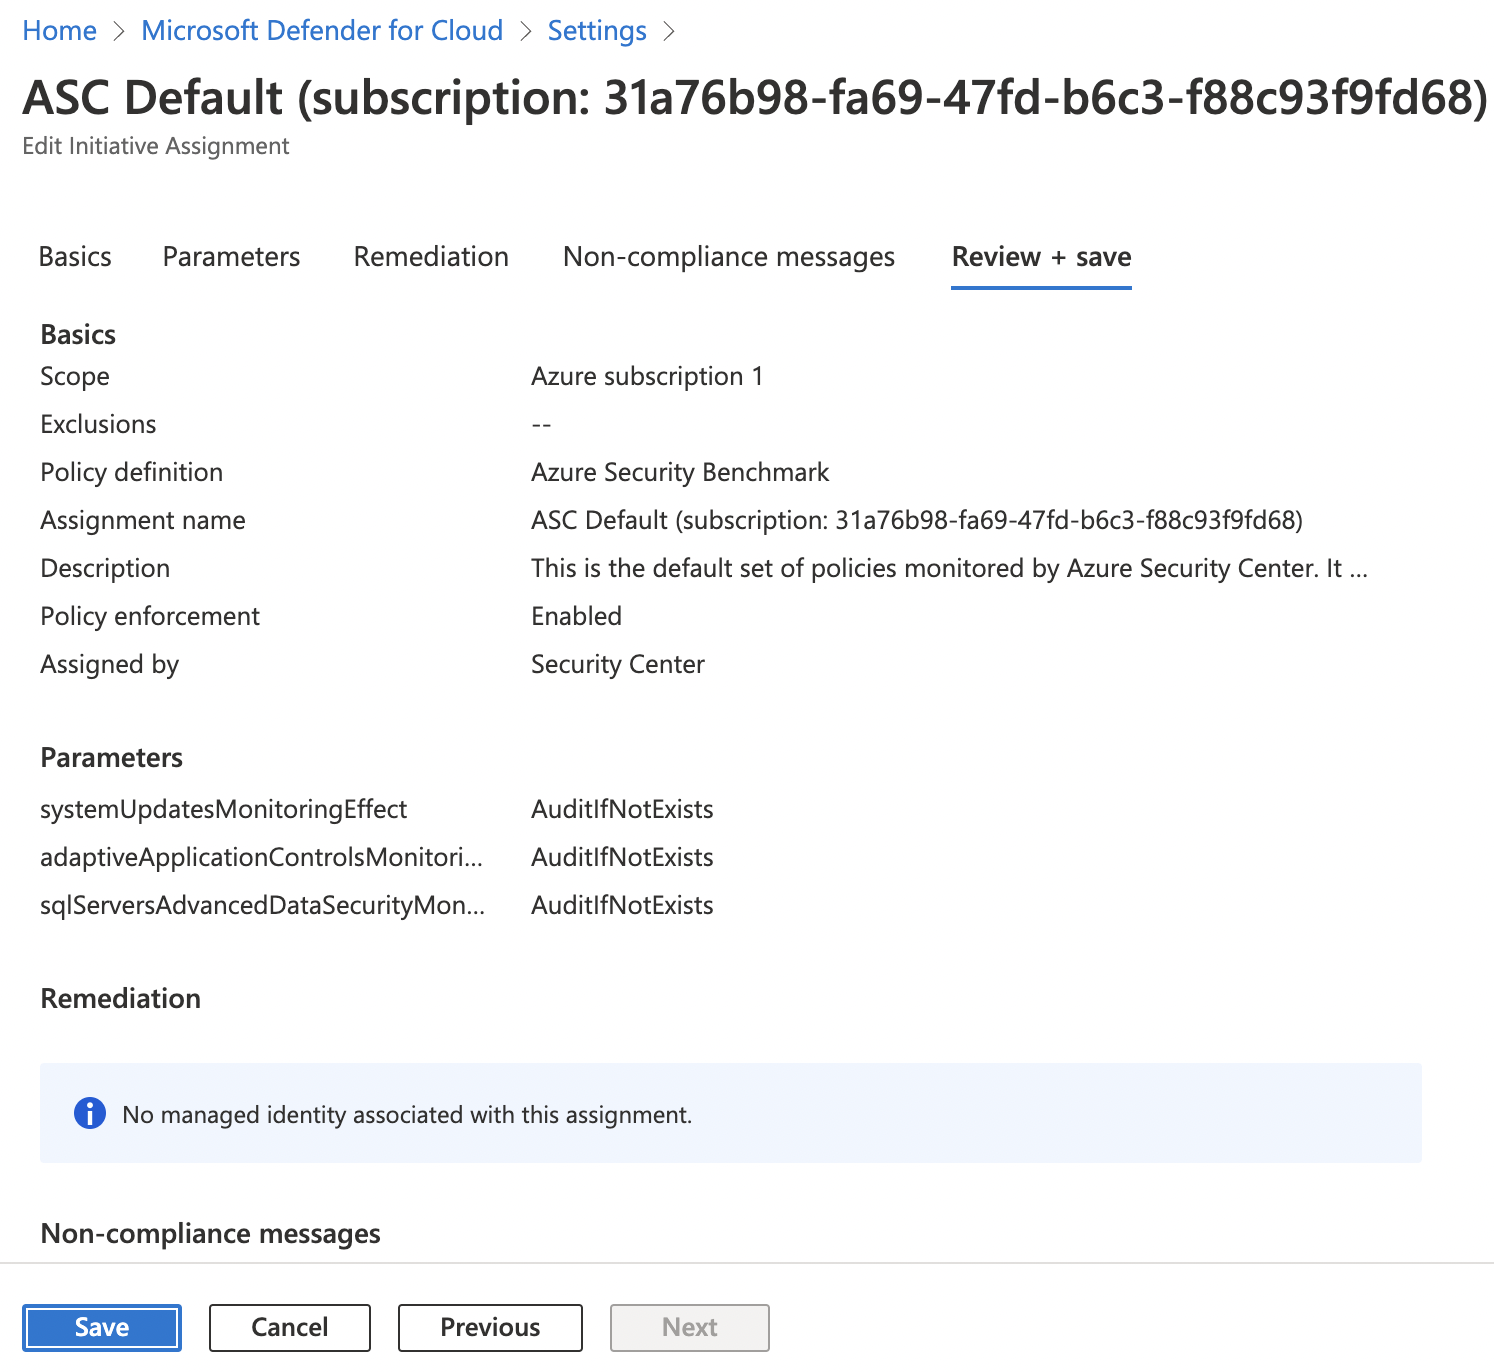 Home > Microsoft Defender for Cloud > Settings >
ASC Default (subscription: 31a76b98-fa69-47fd-b6c3-f88c93f9fd68)
Edit Initiative Assignment
Basics Parameters Remediation Non-compliance messages Review + save
Basics
Scope Azure subscription 1
Exclusions --
Policy definition Azure Security Benchmark
Assignment name ASC Default (subscription: 31a76b98-fa69-47fd-b6c3-f88c93f9fd68)
Description This is the default set of policies monitored by Azure Security Center. It ...
Policy enforcement Enabled
Assigned by Security Center
Parameters
systemUpdatesMonitoringEffect AuditIfNotExists
adaptiveApplicationControlsMonitori... AuditIfNotExists
sqlServersAdvancedDataSecurityMon... AuditIfNotExists
Remediation
No managed identity associated with this assignment.
Non-compliance messages
Save Cancel Previous Next